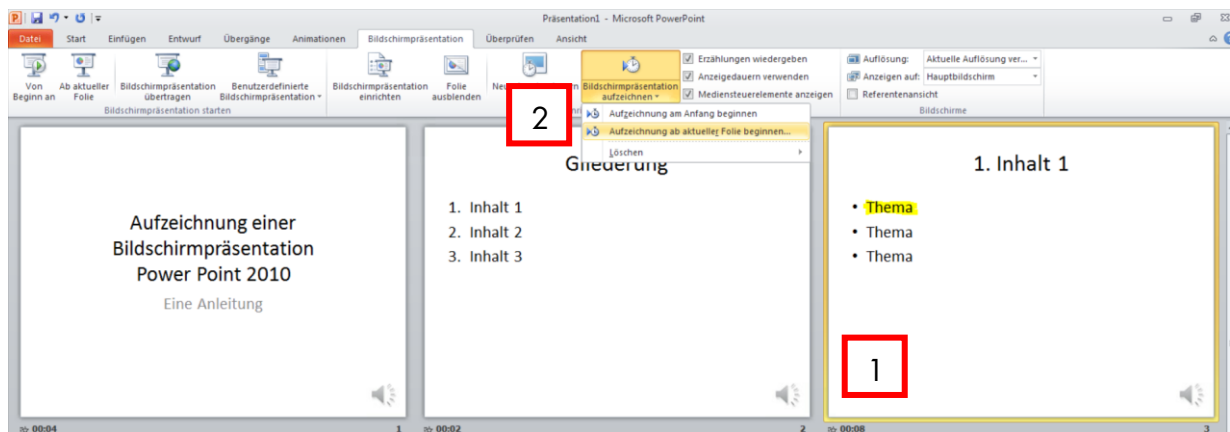 Präsentation1 - Microsoft PowerPoint
Datei Start Einfügen Entwurf Übergänge Animationen Bildschirmpräsentation Überprüfen Ansicht
Von Beginn an
Ab aktueller Folie
Bildschirmpräsentation übertragen
Benutzerdefinierte Bildschirmpräsentation
Bildschirmpräsentation einrichten
Folie ausblenden
Bildschirmpräsentation aufzeichnen
Erzählungen wiedergeben
Anzeigedauern verwenden
Mediensteuerelemente anzeigen
Auflösung: Aktuelle Auflösung ver...
Anzeigen auf: Hauptbildschirm
Referentenansicht
Bildschirmpräsentation starten
Bildschirme
2
Aufzeichnung am Anfang beginnen
Aufzeichnung ab aktueller Folie beginnen...
Löschen
Aufzeichnung einer
Bildschirmpräsentation
Power Point 2010
Eine Anleitung
Gliederung
1. Inhalt 1
2. Inhalt 2
3. Inhalt 3
1. Inhalt 1
• Thema
• Thema
• Thema
1
00:04 1
00:02 2
00:08 3